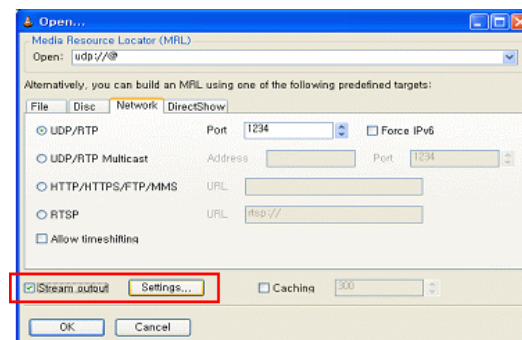 Open...
Media Resource Locator (MRL)
Open: udp://@
Alternatively, you can build an MRL using one of the following predefined targets:
File Disc Network DirectShow
UDP/RTP Port 1234 Force IPv6
UDP/RTP Multicast Address Port 1234
HTTP/HTTPS/FTP/MMS URL
RTSP URL rtsp://
Allow timeshifting
Stream output Settings... Caching 300
OK Cancel